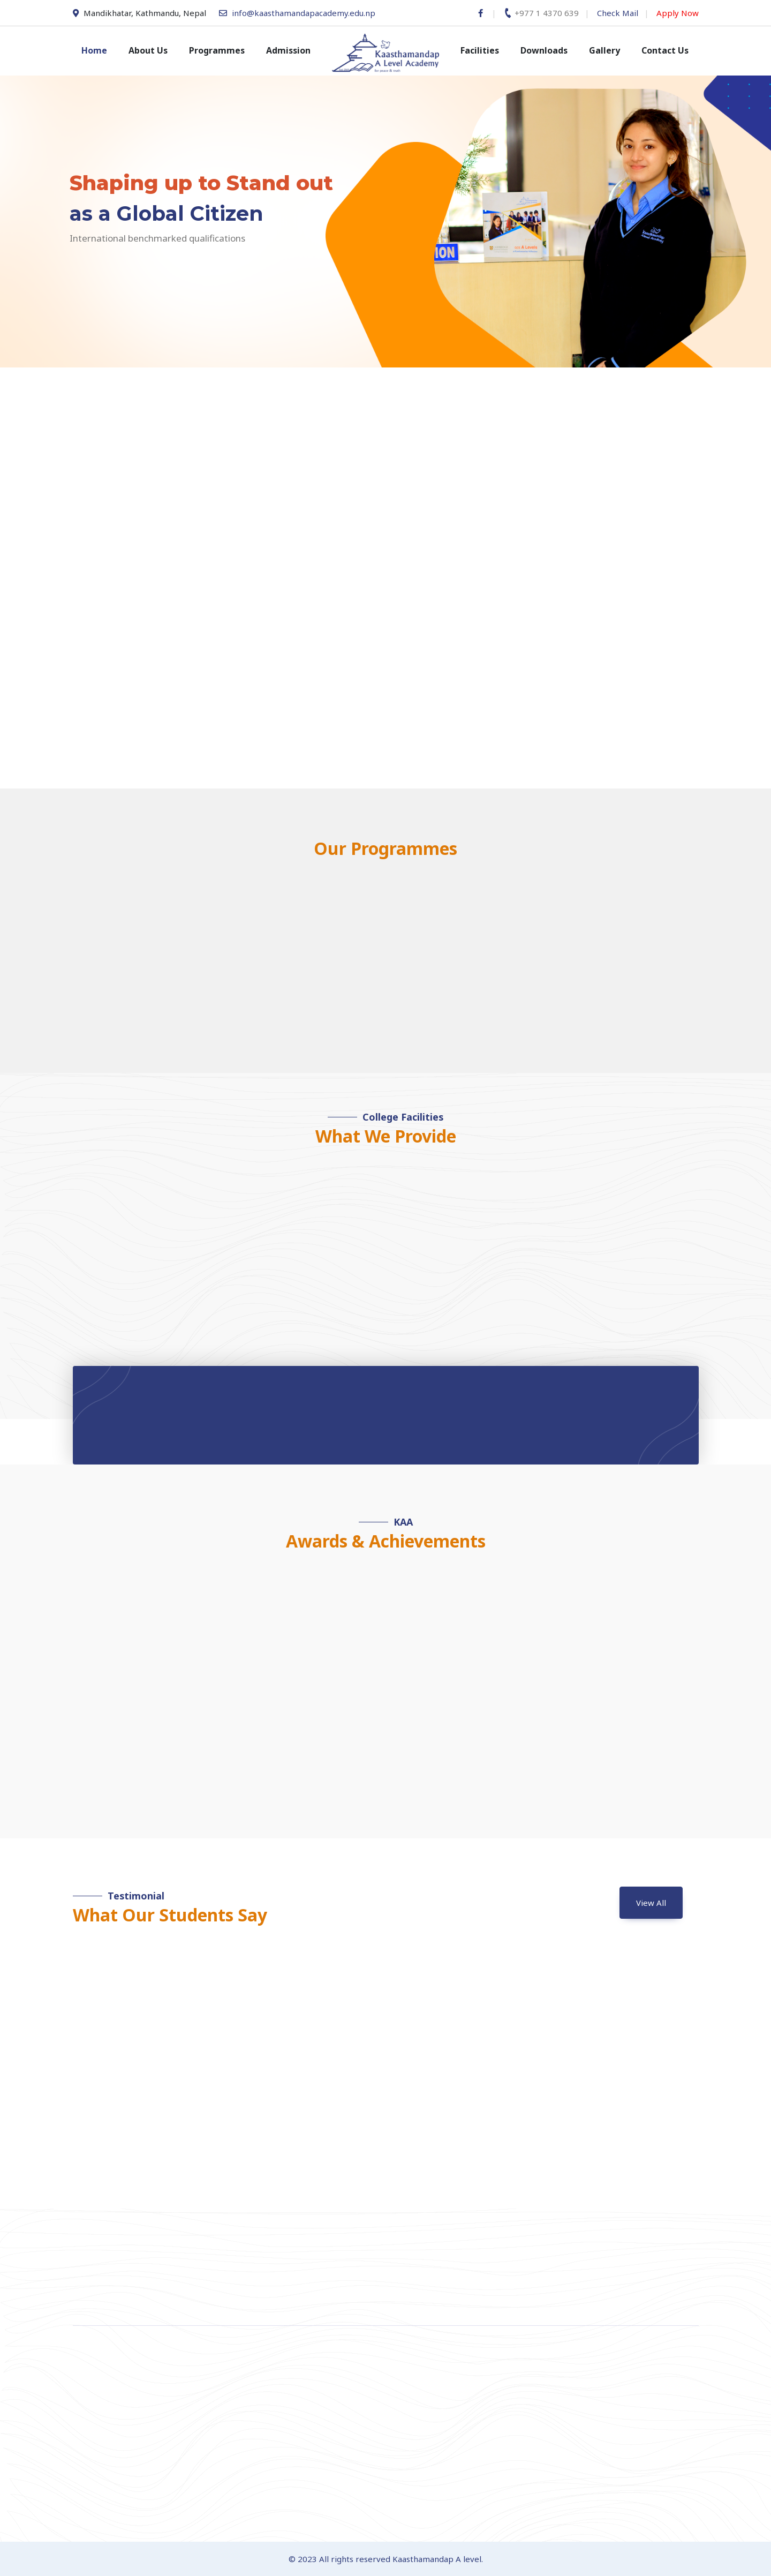 Mandikhatar, Kathmandu, Nepal info@kaasthamandapacademy.edu.np +977 1 4370 639 Check Mail Apply Now
Home About Us Programmes Admission Facilities Downloads Gallery Contact Us
Kaasthamandap
A Level Academy
Shaping up to Stand out
as a Global Citizen
International benchmarked qualifications
Our Programmes
College Facilities
What We Provide
KAA
Awards & Achievements
Testimonial
What Our Students Say
View All
© 2023 All rights reserved Kaasthamandap A level.